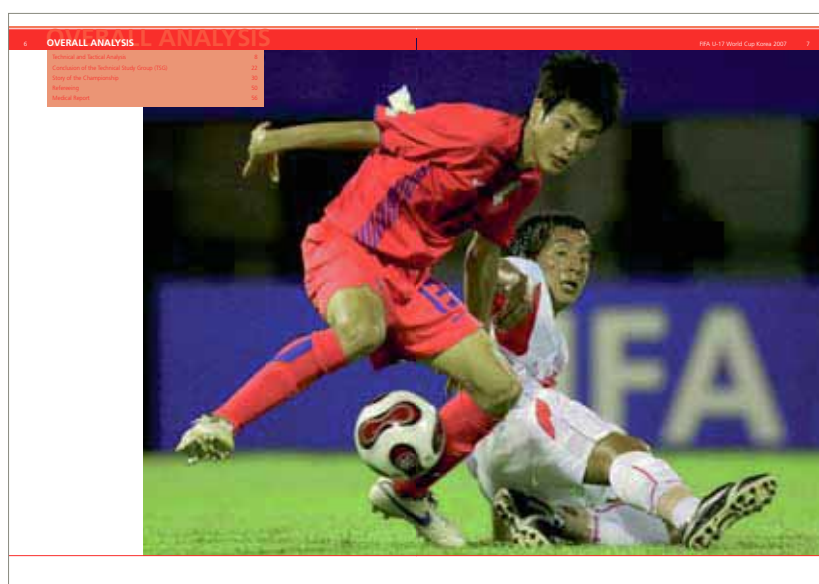 OVERALL ANALYSIS
6 OVERALL ANALYSIS FIFA U-17 World Cup Korea 2007 7
Technical and Tactical Analysis 8
Conclusion of the Technical Study Group (TSG) 22
Story of the Championship 30
Refereeing 50
Medical Report 56
FIFA